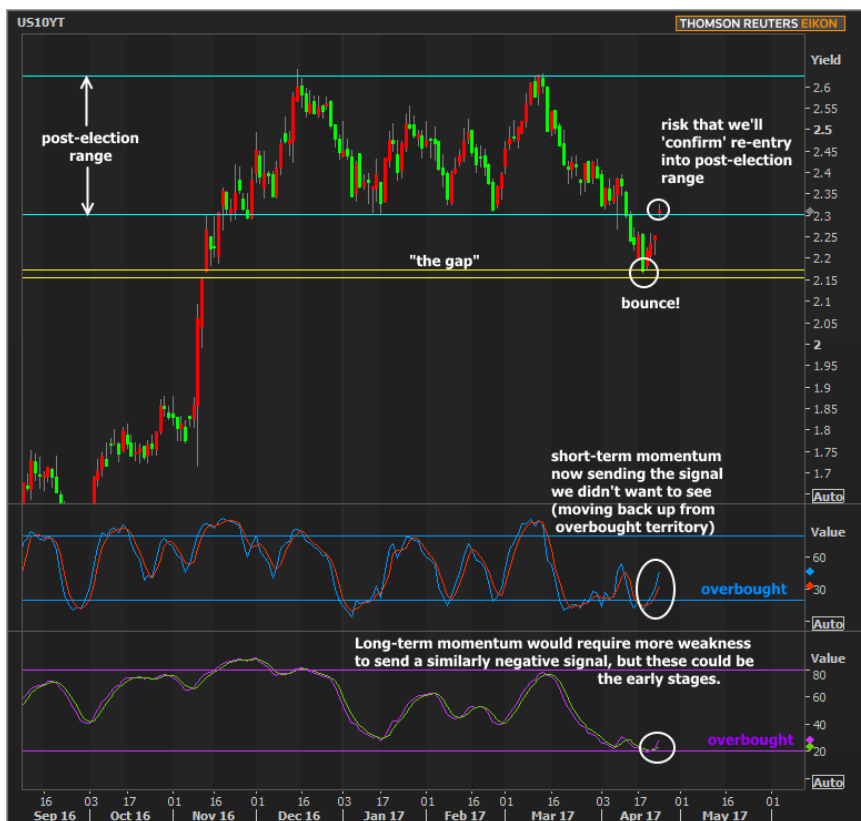 US10YT
THOMSON REUTERS EIKON
Yield
post-election
range
risk that we'll
'confirm' re-entry
into post-election
range
"the gap"
bounce!
2.6
2.55
2.5
2.45
2.4
2.35
2.3
2.25
2.2
2.15
2.1
2.05
2
1.95
1.9
1.85
1.8
1.75
1.7
Auto
short-term momentum
now sending the signal
we didn't want to see
(moving back up from
overbought territory)
Value
60
30
overbought
Auto
Long-term momentum would require more weakness
to send a similarly negative signal, but these could be
the early stages.
Value
80
60
40
20
overbought
Auto
16 03 17 01 16 01 16 03 17 01 16 01 16 03 17 01 16 01
Sep 16 Oct 16 Nov 16 Dec 16 Jan 17 Feb 17 Mar 17 Apr 17 May 17